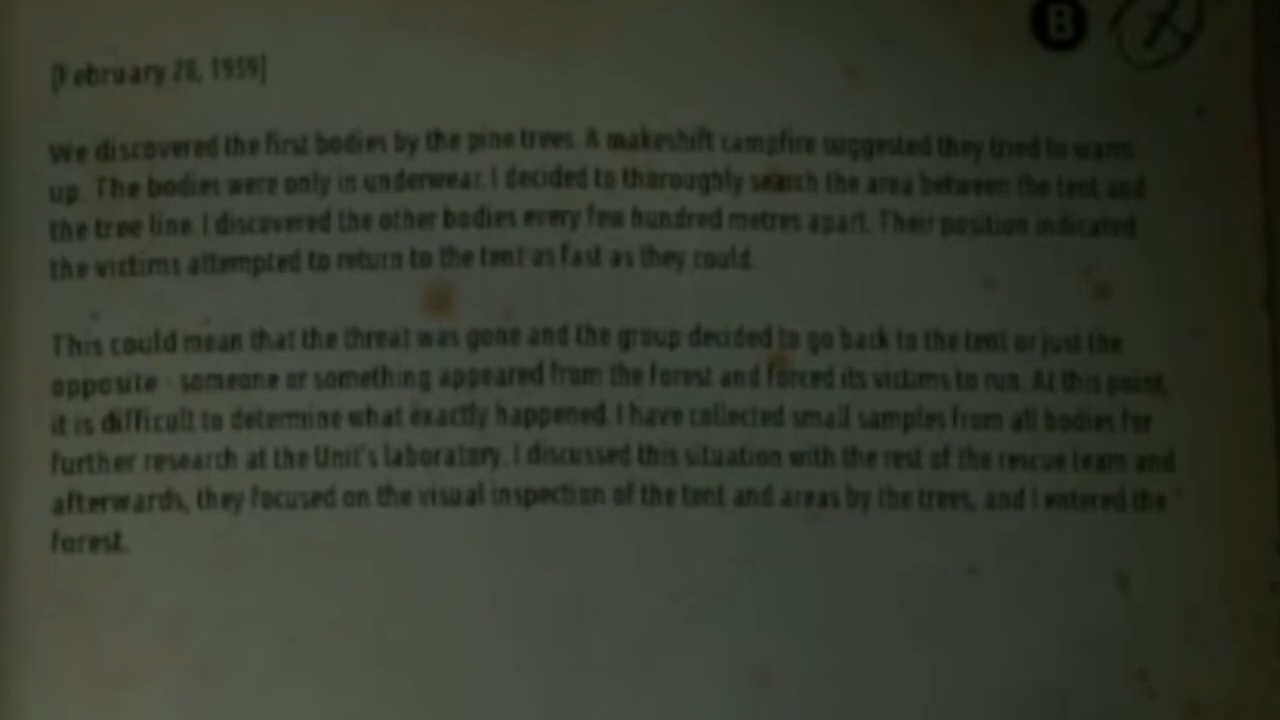 B
[February 28, 1959]
We discovered the first bodies by the pine trees. A makeshift campfire suggested they tried to warm
up. The bodies were only in underwear. I decided to thoroughly search the area between the tent and
the tree line. I discovered the other bodies every few hundred metres apart. Their position indicated
the victims attempted to return to the tent as fast as they could.
This could mean that the threat was gone and the group decided to go back to the tent or just the
opposite - someone or something appeared from the forest and forced its victims to run. At this point,
it is difficult to determine what exactly happened. I have collected small samples from all bodies for
further research at the Unit's laboratory. I discussed this situation with the rest of the rescue team and
afterwards, they focused on the visual inspection of the tent and areas by the trees, and I entered the
forest.